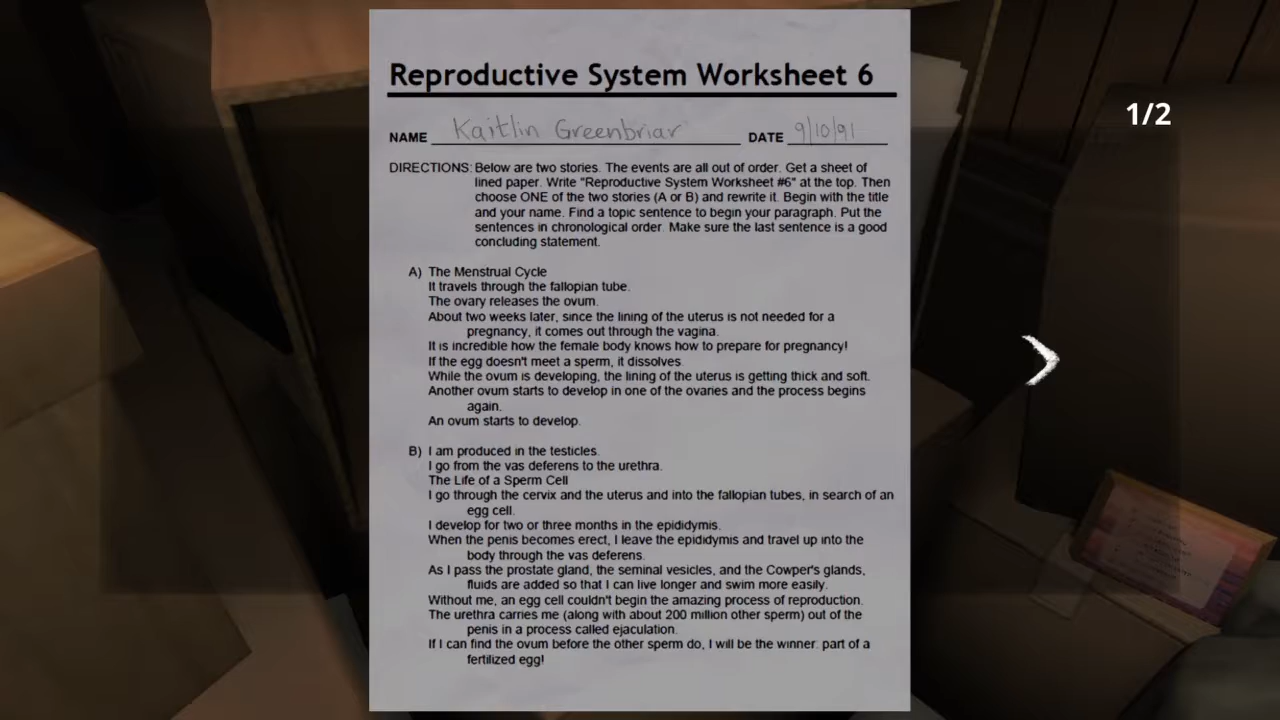 Reproductive System Worksheet 6
1/2
NAME Kaitlin Greenbriar DATE 9/10/91
DIRECTIONS: Below are two stories. The events are all out of order. Get a sheet of
lined paper. Write "Reproductive System Worksheet #6" at the top. Then
choose ONE of the two stories (A or B) and rewrite it. Begin with the title
and your name. Find a topic sentence to begin your paragraph. Put the
sentences in chronological order. Make sure the last sentence is a good
concluding statement.
A) The Menstrual Cycle
It travels through the fallopian tube.
The ovary releases the ovum.
About two weeks later, since the lining of the uterus is not needed for a
pregnancy, it comes out through the vagina.
It is incredible how the female body knows how to prepare for pregnancy!
If the egg doesn't meet a sperm, it dissolves.
While the ovum is developing, the lining of the uterus is getting thick and soft.
Another ovum starts to develop in one of the ovaries and the process begins
again.
An ovum starts to develop.
B) I am produced in the testicles.
I go from the vas deferens to the urethra.
The Life of a Sperm Cell
I go through the cervix and the uterus and into the fallopian tubes, in search of an
egg cell.
I develop for two or three months in the epididymis.
When the penis becomes erect, I leave the epididymis and travel up into the
body through the vas deferens.
As I pass the prostate gland, the seminal vesicles, and the Cowper's glands,
fluids are added so that I can live longer and swim more easily.
Without me, an egg cell couldn't begin the amazing process of reproduction.
The urethra carries me (along with about 200 million other sperm) out of the
penis in a process called ejaculation.
If I can find the ovum before the other sperm do, I will be the winner: part of a
fertilized egg!